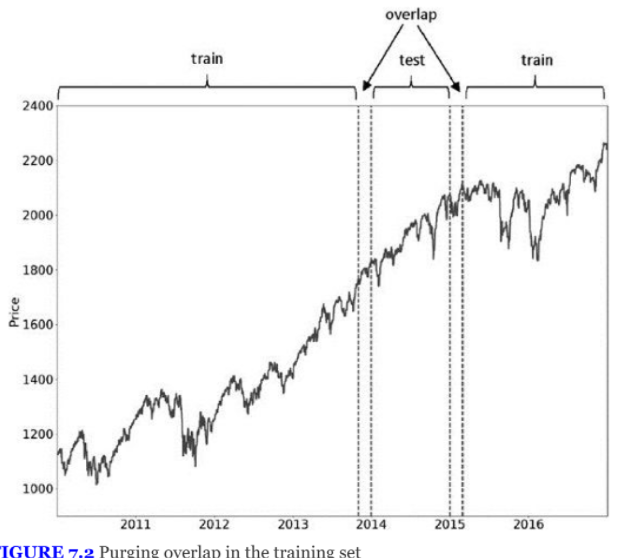 overlap
train
test
train
2400
2200
2000
1800
1600
1400
1200
1000
Price
2011 2012 2013 2014 2015 2016
FIGURE 7.2 Purging overlap in the training set